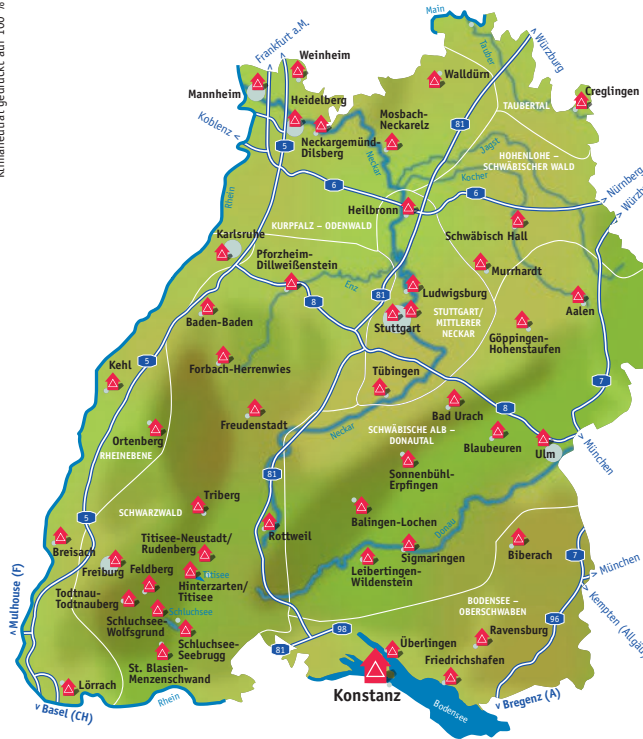 Klimaneutral gedruckt auf 100 %
Main
Tauber
> Würzburg
Frankfurt a.M. >
Weinheim
Walldürn
Creglingen
Mannheim
TAUBERTAL
Heidelberg
Mosbach-
Neckarelz
81
Koblenz <
Neckargemünd-
Dilsberg
5
Neckar
Jagst
HOHENLOHE –
SCHWÄBISCHER WALD
Kocher
> Nürnberg
> Würzb
6
6
Rhein
Heilbronn
KURPFALZ – ODENWALD
Schwäbisch Hall
Karlsruhe
Pforzheim-
Dillweißenstein
Murrhardt
Enz
81
Ludwigsburg
8
Aalen
Baden-Baden
Stuttgart
STUTTGART/
MITTLERER
NECKAR
Göppingen-
Hohenstaufen
Forbach-Herrenwies
5
Kehl
Tübingen
7
Bad Urach
8
Freudenstadt
Neckar
SCHWÄBISCHE ALB –
DONAUTAL
Blaubeuren
Ulm
> München
Ortenberg
RHEINEBENE
81
Sonnenbühl-
Erpfingen
Triberg
SCHWARZWALD
5
Rottweil
Balingen-Lochen
Donau
Breisach
Titisee-Neustadt/
Rudenberg
Sigmaringen
Biberach
Leibertingen-
Wildenstein
7
Freiburg
Feldberg
Titisee
Hinterzarten/
Titisee
> München
> Mulhouse (F)
Todtnau-
Todtnauberg
Schluchsee
BODENSEE –
OBERSCHWABEN
> Kempten (Allgäu
96
Schluchsee-
Wolfsgrund
98
Schluchsee-
Seebrugg
81
Überlingen
Ravensburg
St. Blasien-
Menzenschwand
Friedrichshafen
Lörrach
Konstanz
Rhein
> Basel (CH)
Bodensee
> Bregenz (A)